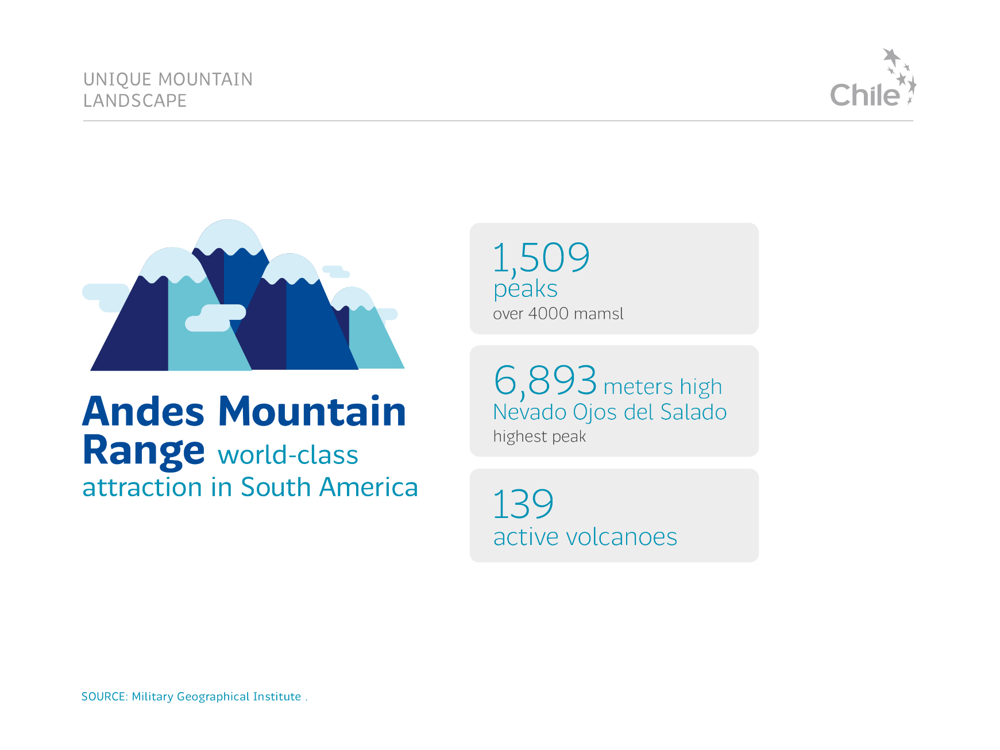 UNIQUE MOUNTAIN
LANDSCAPE
Chile
Andes Mountain
Range world-class
attraction in South America
1,509
peaks
over 4000 mamsl
6,893 meters high
Nevado Ojos del Salado
highest peak
139
active volcanoes
SOURCE: Military Geographical Institute .